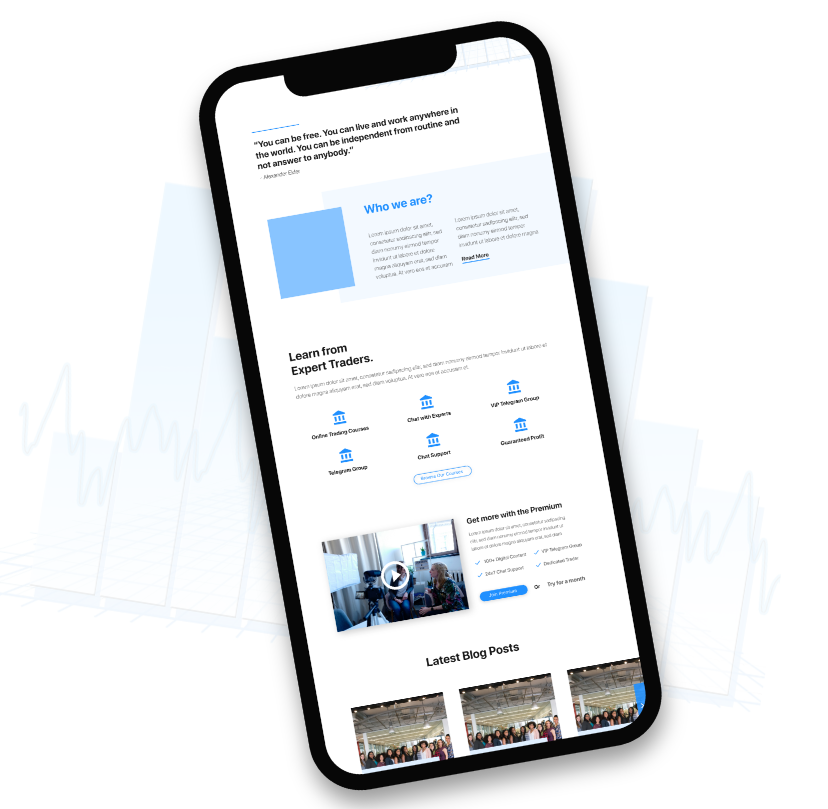 “You can be free. You can live and work anywhere in
the world. You can be independent from routine and
not answer to anybody.”
- Alexander Elder
Who we are?
Lorem ipsum dolor sit amet,
consetetur sadipscing elitr, sed
diam nonumy eirmod tempor
invidunt ut labore et dolore
magna aliquyam erat, sed diam
voluptua. At vero eos et accusam
Lorem ipsum dolor sit amet,
consetetur sadipscing elitr, sed
diam nonumy eirmod tempor
invidunt ut labore et dolore magna
Read More
Learn from
Expert Traders.
Lorem ipsum dolor sit amet, consetetur sadipscing elitr, sed diam nonumy eirmod tempor invidunt ut labore et
dolore magna aliquyam erat, sed diam voluptua. At vero eos et accusam et.
Online Trading Courses
Chat with Experts
VIP Telegram Group
Telegram Group
Chat Support
Guaranteed Profit
Browse Our Courses
Get more with the Premium
Lorem ipsum dolor sit amet, consetetur sadipscing
elitr, sed diam nonumy eirmod tempor invidunt ut
labore et dolore magna aliquyam erat, sed diam
100+ Digital Content
VIP Telegram Group
24x7 Chat Support
Dedicated Trade
Join Premium
Or
Try for a month
Latest Blog Posts